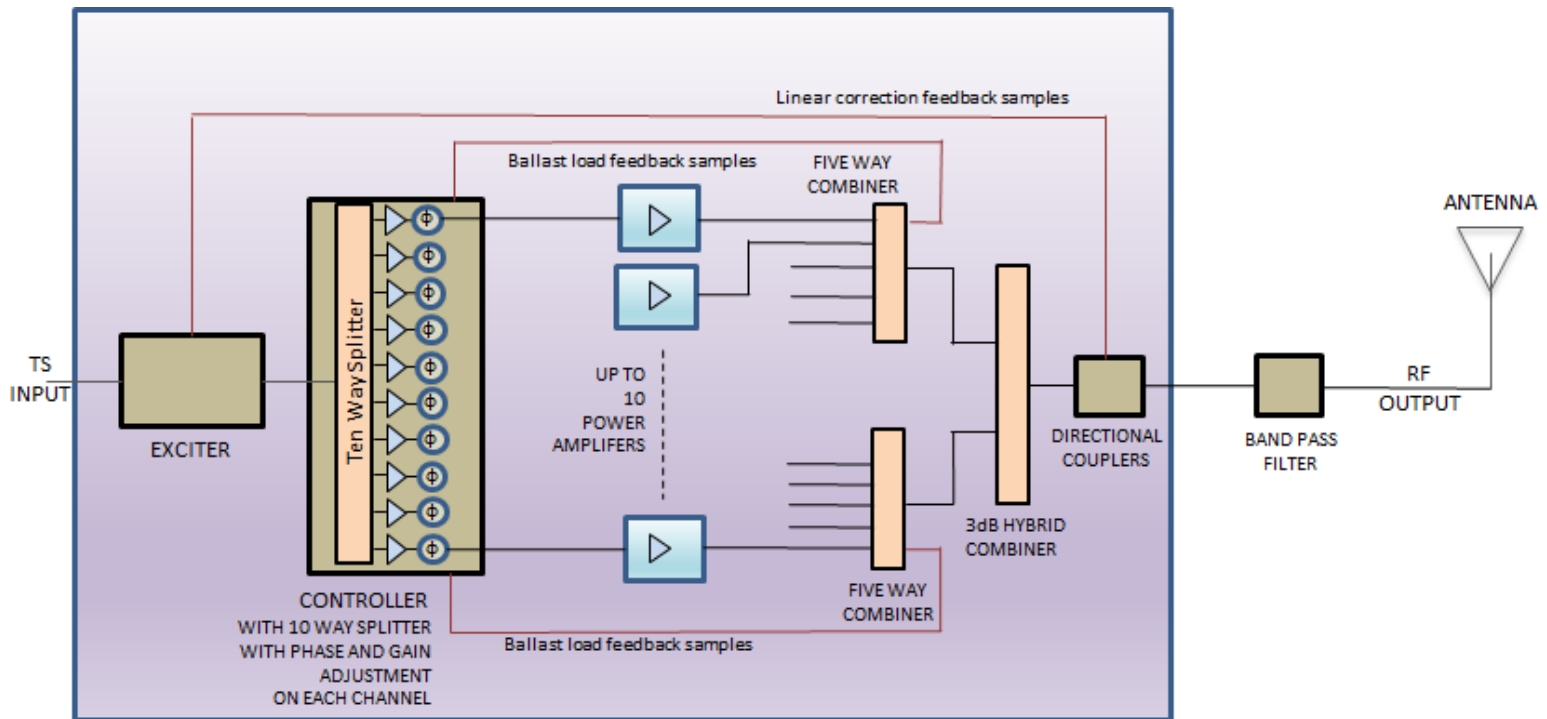 Linear correction feedback samples
Ballast load feedback samples
FIVE WAY
COMBINER
ANTENNA
Φ
Φ
Φ
Φ
Φ
Φ
Φ
Φ
Φ
Φ
Ten Way Splitter
TS
INPUT
EXCITER
UP TO
10
POWER
AMPLIFERS
RF
OUTPUT
DIRECTIONAL
COUPLERS
BAND PASS
FILTER
3dB HYBRID
COMBINER
CONTROLLER
WITH 10 WAY SPLITTER
WITH PHASE AND GAIN
ADJUSTMENT
ON EACH CHANNEL
FIVE WAY
COMBINER
Ballast load feedback samples